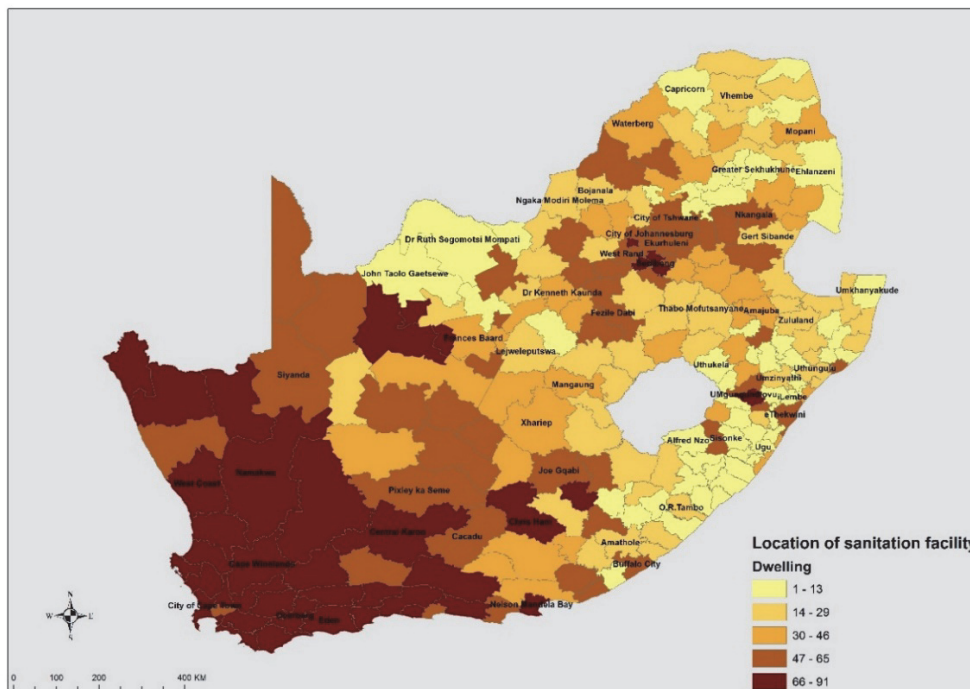 Capricorn
Vhembe
Waterberg
Mopani
Greater Sekhukhune
Ehlanzeni
Bojanala
Ngaka Modiri Molema
City of Tshwane
Nkangala
City of Johannesburg
Ekurhuleni
Gert Sibande
West Rand
Dr Ruth Segomotsi Mompati
John Taolo Gaetsewe
Dr Kenneth Kaunda
Fezile Dabi
Thabo Mofutsanyane
Amajuba
Zululand
Umkhanyakude
Frances Baard
Lejweleputswa
Siyanda
Uthukela
Umzinyathi
Uthungulu
iLembe
eThekwini
Mangaung
Xhariep
Alfred Nzo
Sisonke
Ugu
Joe Gqabi
Namakwa
West Coast
Pixley ka Seme
O.R.Tambo
Chris Hani
Central Karoo
Cacadu
Amathole
Buffalo City
Cape Winelands
City of Cape Town
Overberg
Eden
Nelson Mandela Bay
Location of sanitation facility
Dwelling
1 - 13
14 - 29
30 - 46
47 - 65
66 - 91
N
W
S
0 100 200 400 KM